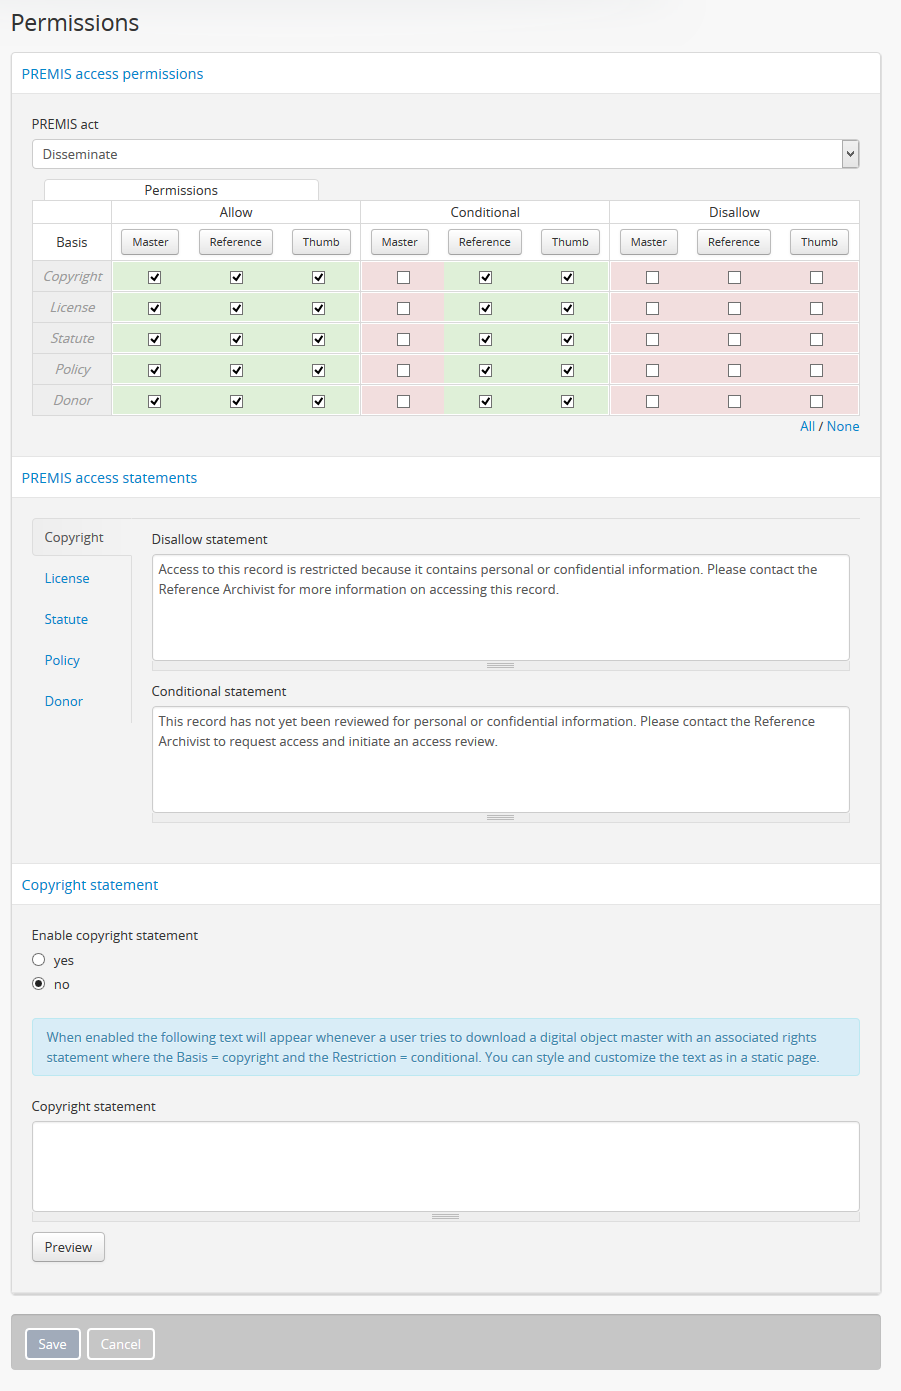 Permissions
PREMIS access permissions
PREMIS act
Disseminate
Permissions
Allow Conditional Disallow
Basis Master Reference Thumb Master Reference Thumb Master Reference Thumb
Copyright
License
Statute
Policy
Donor
All / None
PREMIS access statements
Copyright
License
Statute
Policy
Donor
Disallow statement
Access to this record is restricted because it contains personal or confidential information. Please contact the
Reference Archivist for more information on accessing this record.
Conditional statement
This record has not yet been reviewed for personal or confidential information. Please contact the Reference
Archivist to request access and initiate an access review.
Copyright statement
Enable copyright statement
yes
no
When enabled the following text will appear whenever a user tries to download a digital object master with an associated rights
statement where the Basis = copyright and the Restriction = conditional. You can style and customize the text as in a static page.
Copyright statement
Preview
Save Cancel